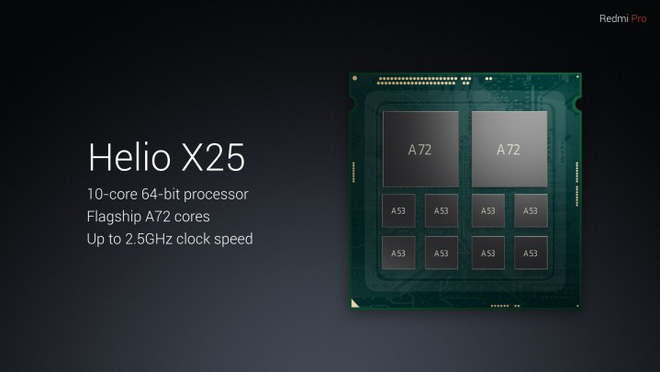 Redmi Pro
Helio X25
10-core 64-bit processor
Flagship A72 cores
Up to 2.5GHz clock speed
A72 A72
A53 A53 A53 A53
A53 A53 A53 A53